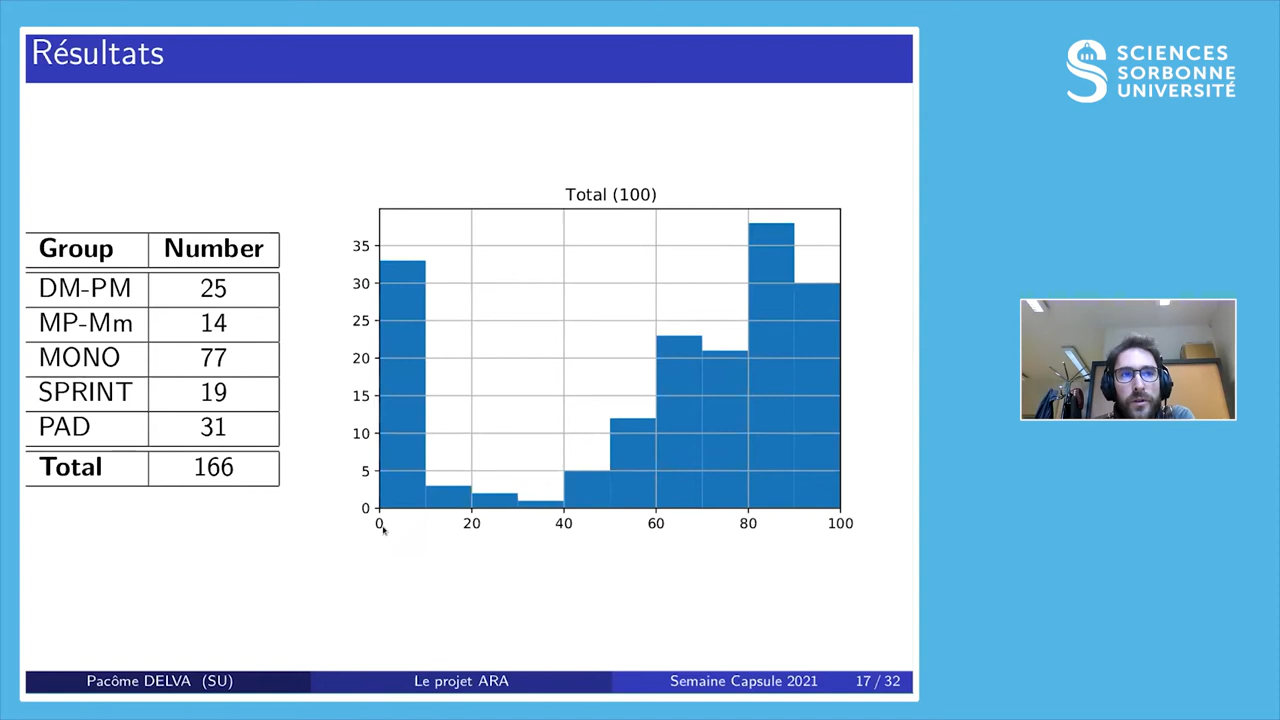 Résultats
SCIENCES
SORBONNE
UNIVERSITÉ
Group Number
DM-PM 25
MP-Mm 14
MONO 77
SPRINT 19
PAD 31
Total 166
Total (100)
35
30
25
20
15
10
5
0
0 20 40 60 80 100
Pacôme DELVA (SU) Le projet ARA Semaine Capsule 2021 17 / 32